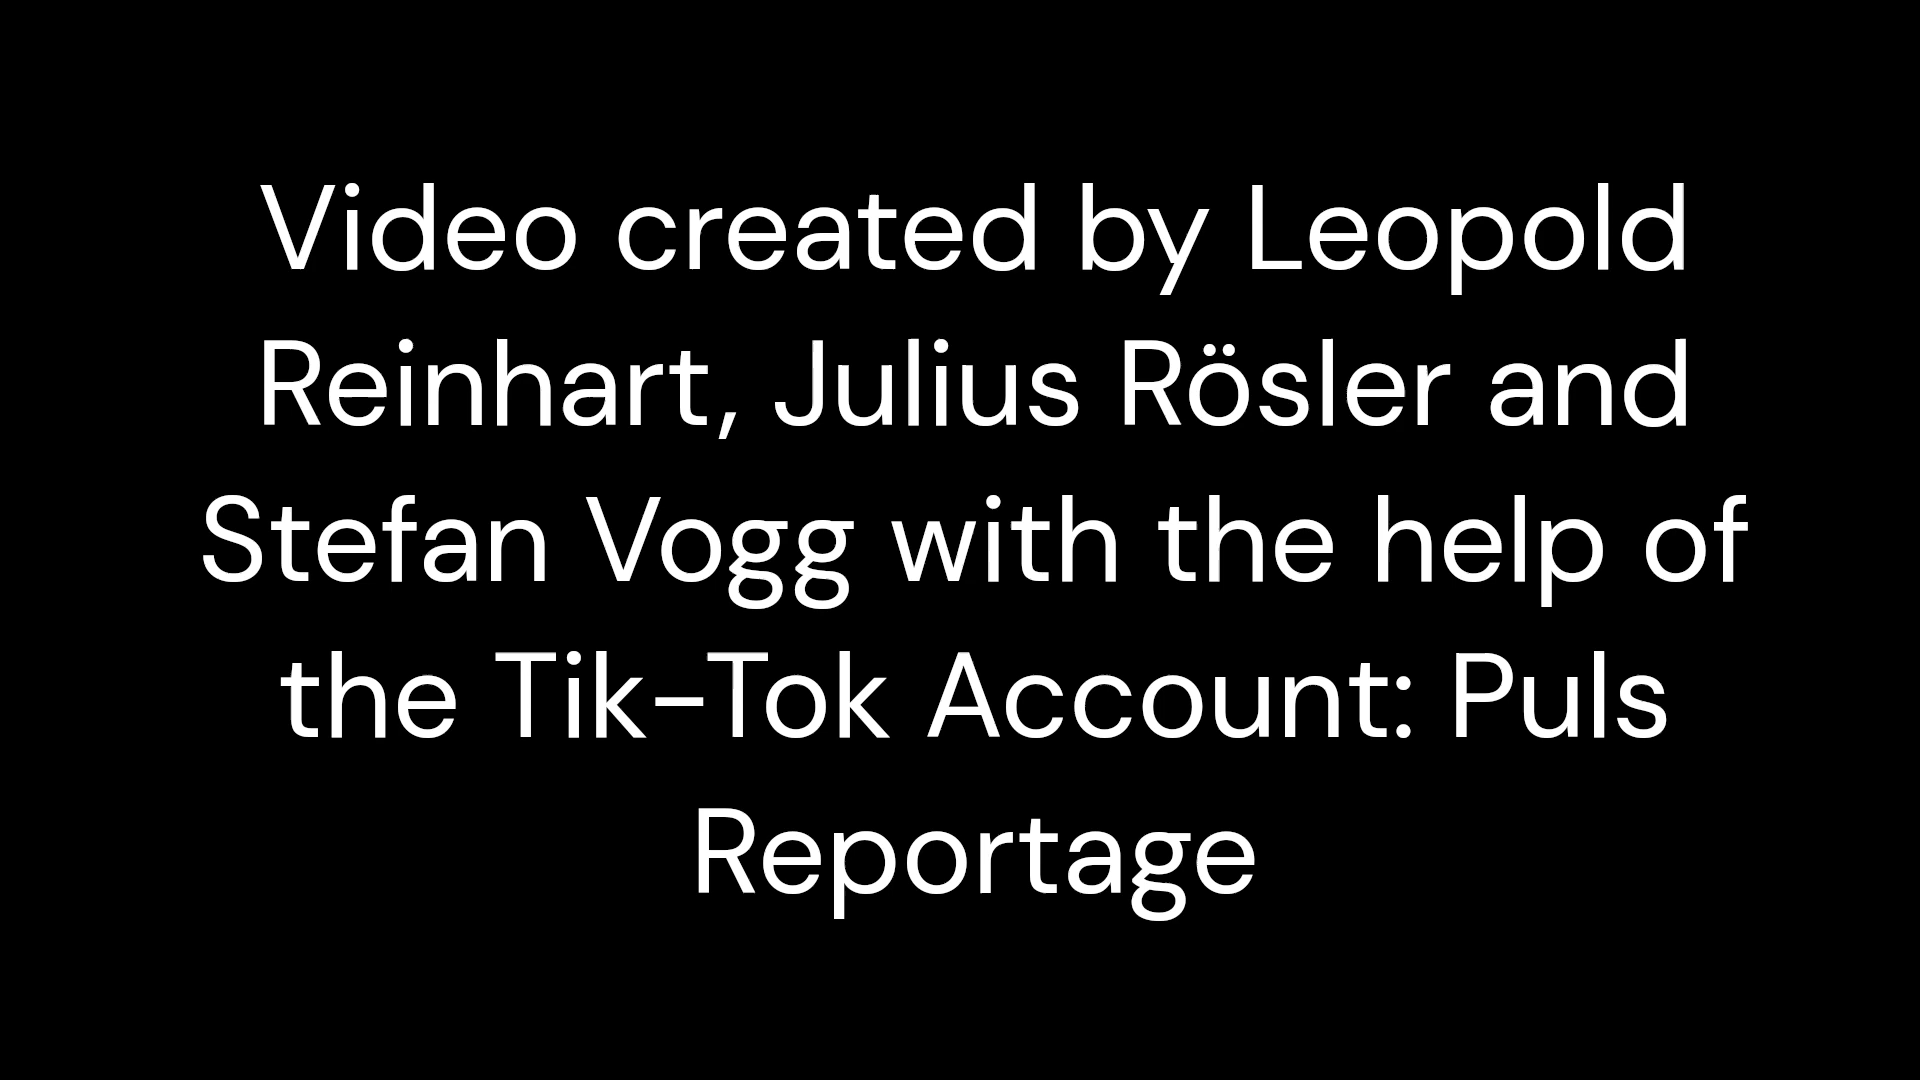 Video created by Leopold
Reinhart, Julius Rösler and
Stefan Vogg with the help of
the Tik-Tok Account: Puls
Reportage